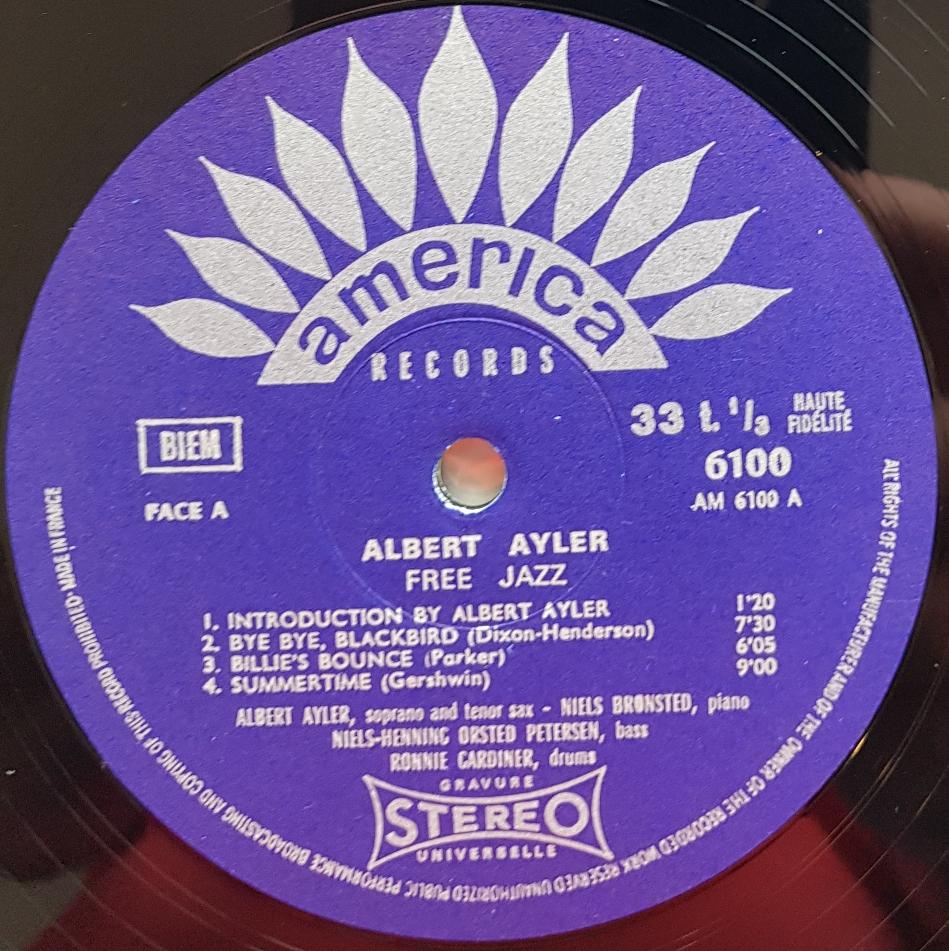 america
RECORDS
BIEM
33 t. 1/3 HAUTE FIDÉLITÉ
6100
FACE A
AM 6100 A
ALBERT AYLER
FREE JAZZ
1. INTRODUCTION BY ALBERT AYLER 1'20
2. BYE BYE, BLACKBIRD (Dixon-Henderson) 7'30
3. BILLIE'S BOUNCE (Parker) 6'05
4. SUMMERTIME (Gershwin) 9'00
ALBERT AYLER, soprano and tenor sax - NIELS BRØNSTED, piano
NIELS-HENNING ORSTED PETERSEN, bass
RONNIE GARDINER, drums
GRAVURE
STEREO
UNIVERSELLE
ALL RIGHTS OF THE MANUFACTURER AND OF THE OWNER OF THE RECORDED WORK RESERVED UNAUTHORIZED PUBLIC PERFORMANCE BROADCASTING AND COPYING OF THIS RECORD PROHIBITED · MADE IN FRANCE